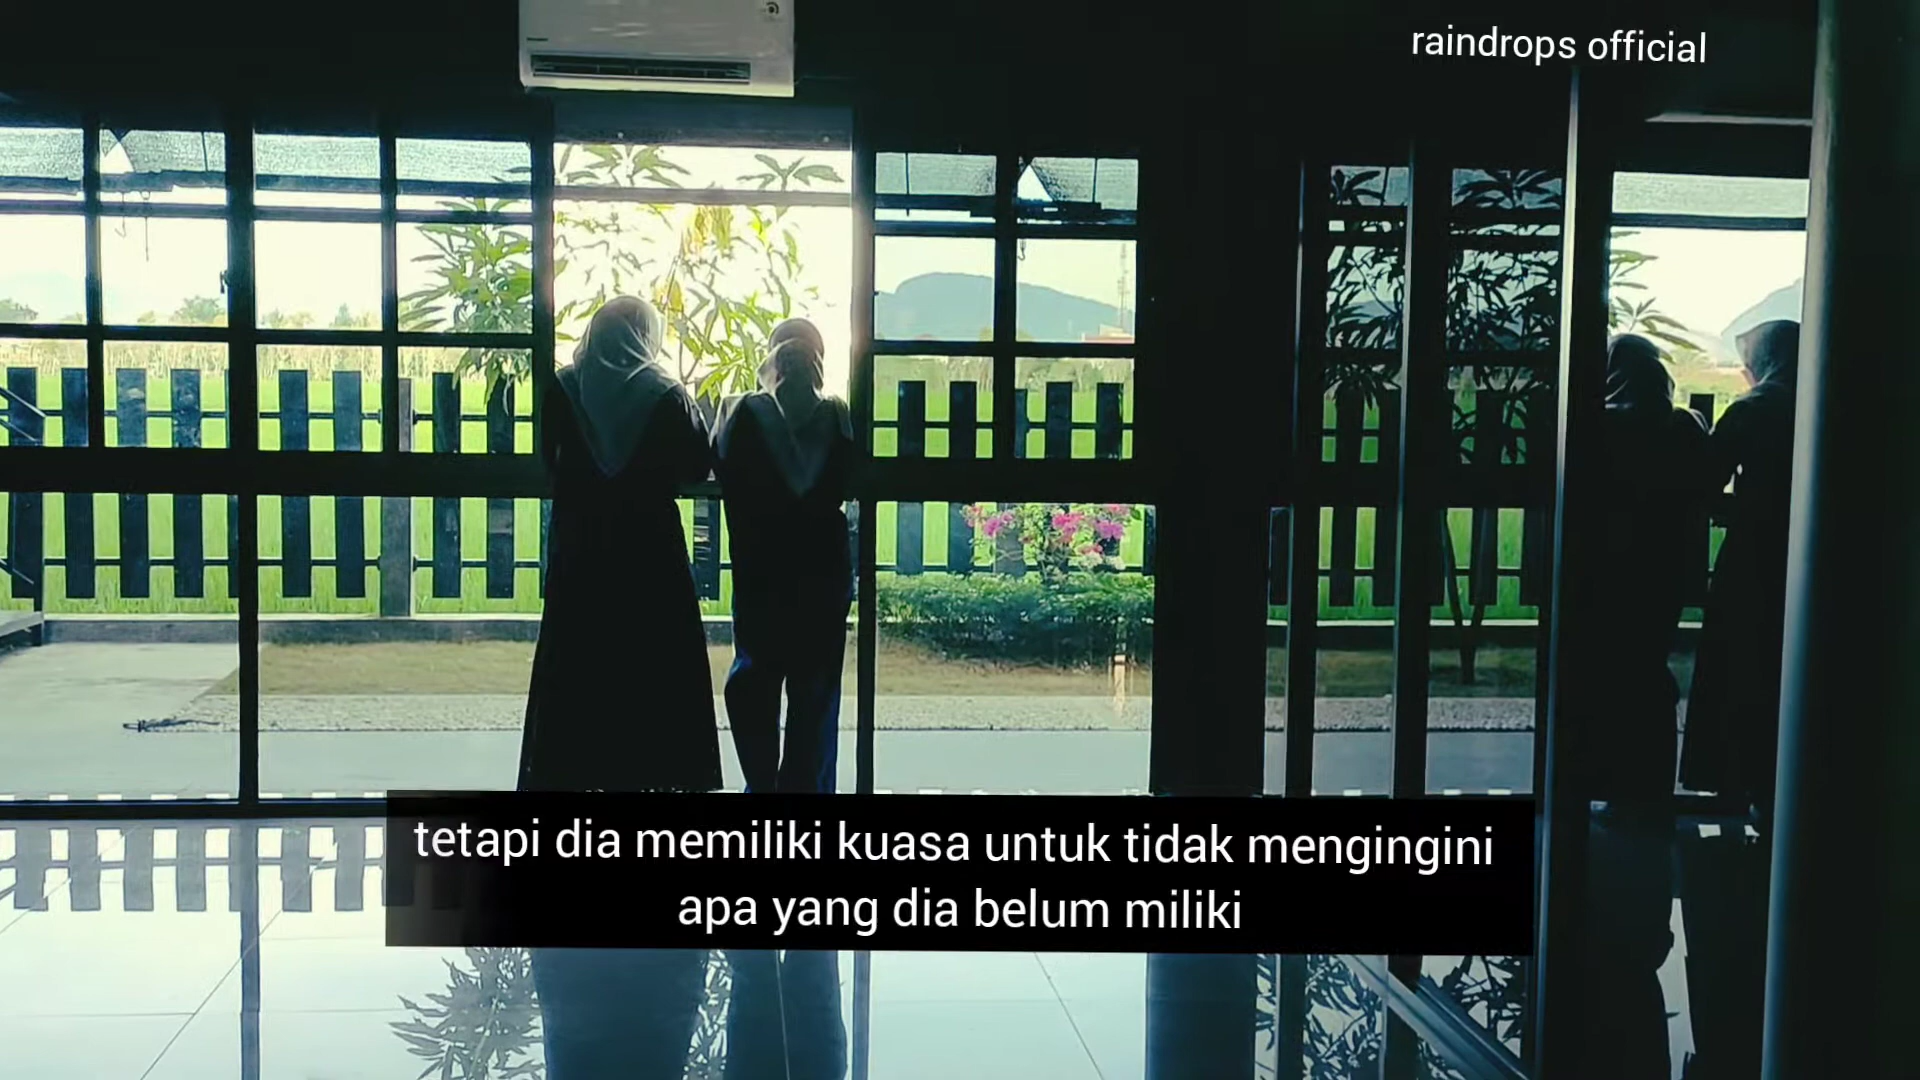 raindrops official
tetapi dia memiliki kuasa untuk tidak mengingini
apa yang dia belum miliki